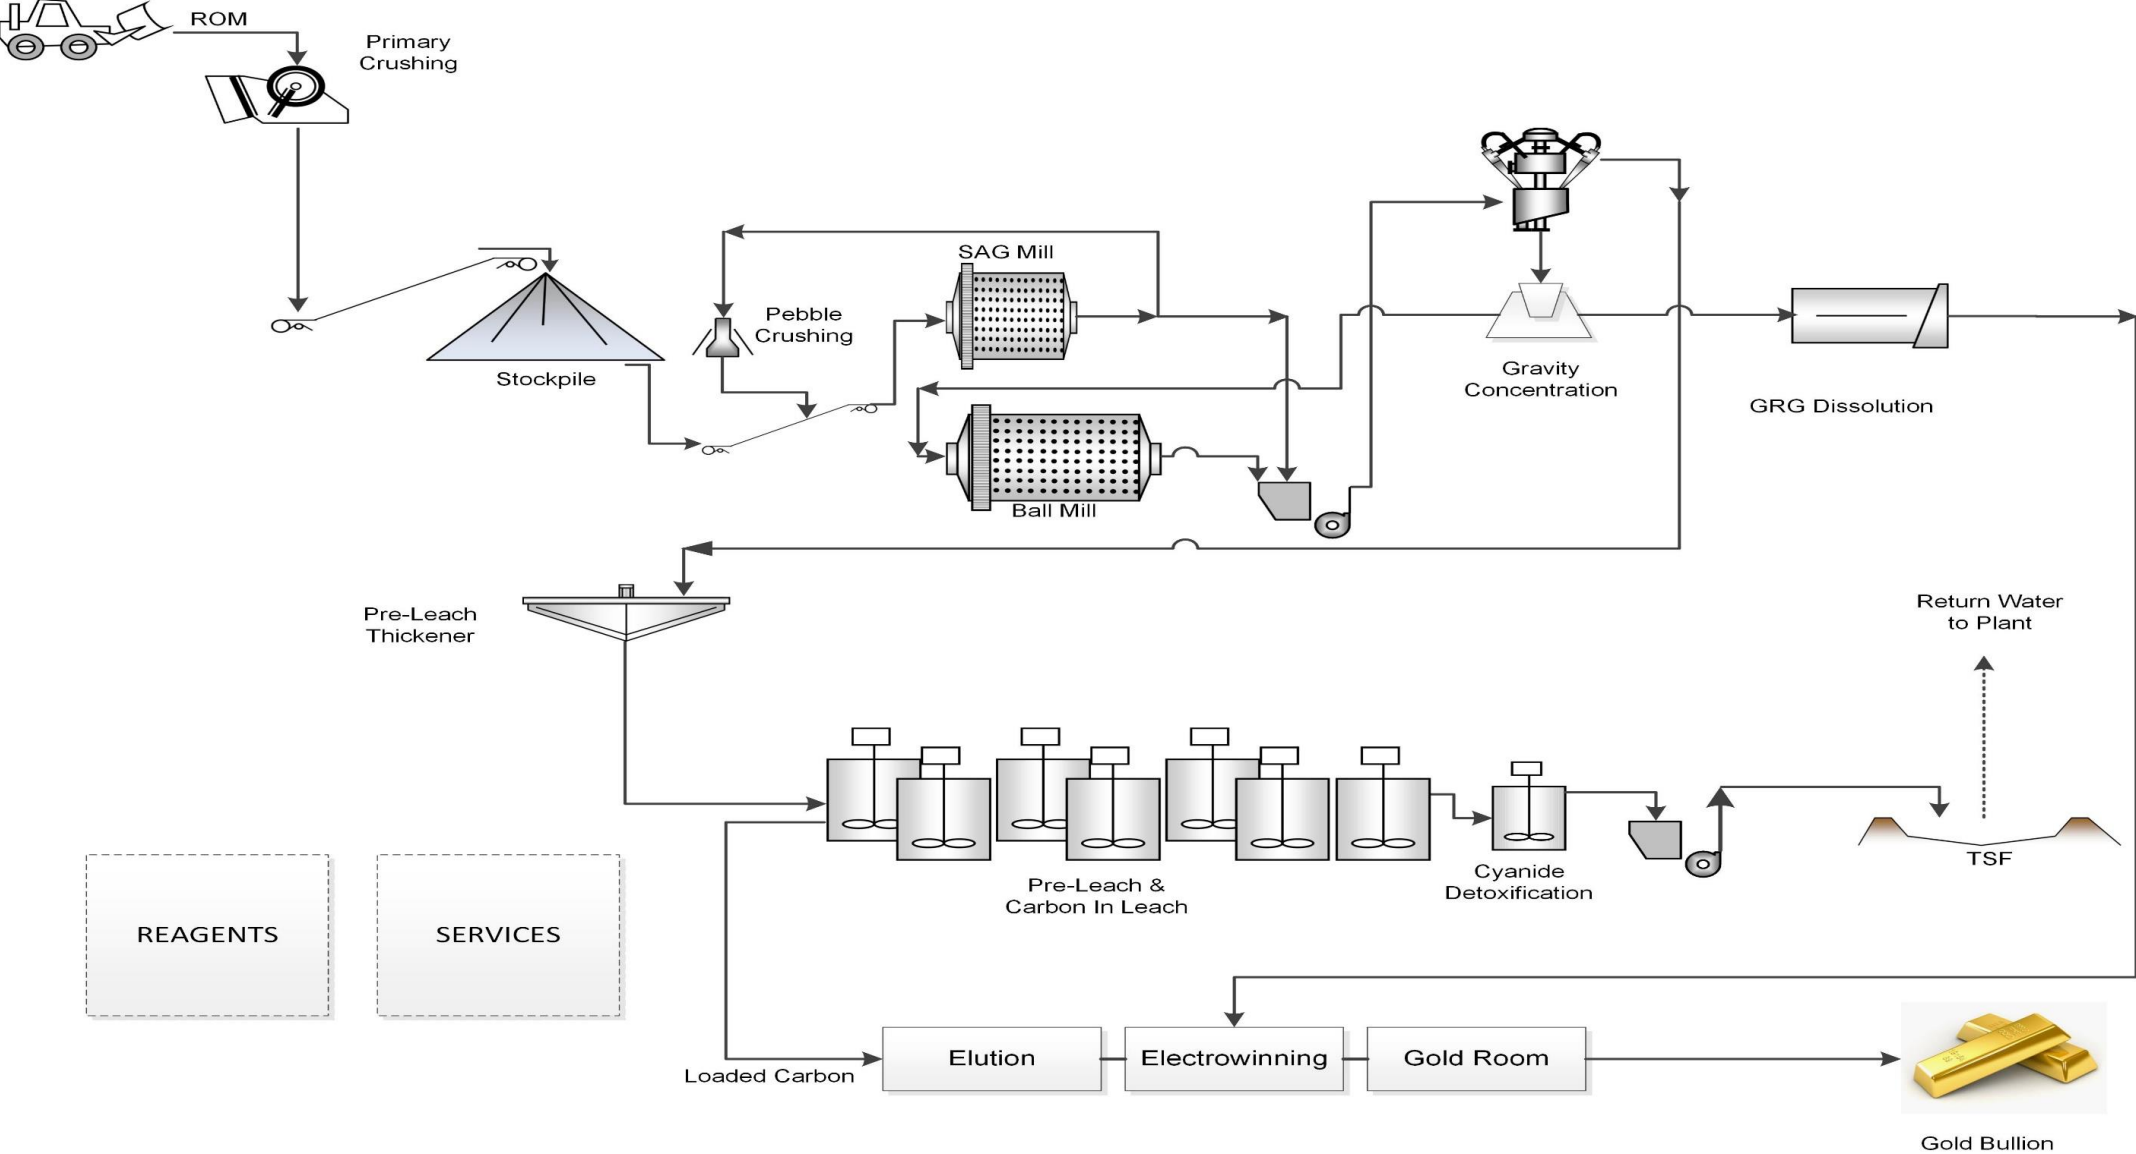 ROM
Primary
Crushing
SAG Mill
Pebble
Crushing
Stockpile
Gravity
Concentration
GRG Dissolution
Ball Mill
Pre-Leach
Thickener
Return Water
to Plant
TSF
Cyanide
Detoxification
Pre-Leach &
Carbon In Leach
REAGENTS
SERVICES
Elution
Electrowinning
Gold Room
Loaded Carbon
Gold Bullion